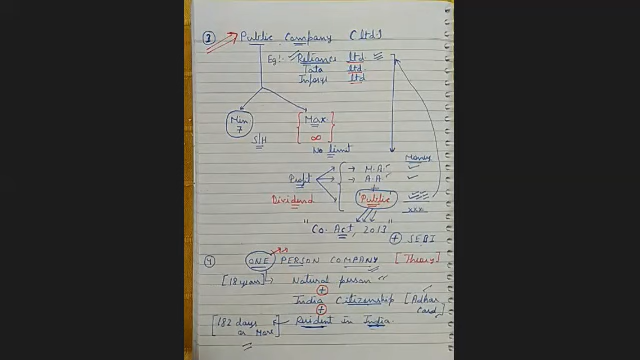 3 Public Company (Ltd)
Eg: Reliance ltd.
Tata ltd.
Infosys ltd
Min 7
Max ∞
S/H
No limit
Money
Profit → M.A ✓
→ A.A ✓
+
Dividend "Public"
xxx
"Co. Act, 2013"
+ SEBI
4 ONE PERSON COMPANY [Theory]
[18 years] Natural person
+
India Citizenship [Adhar Card]
+
[182 days or More] Resident in India